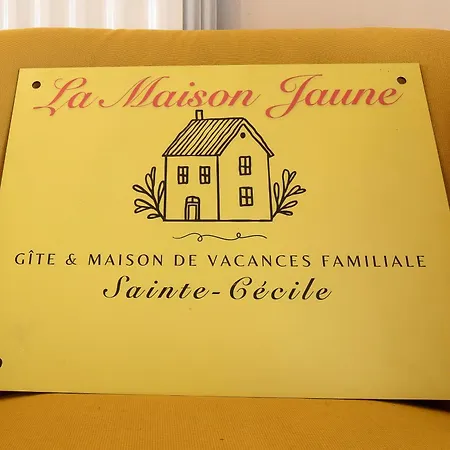 La Maison Jaune
GÎTE & MAISON DE VACANCES FAMILIALE
Sainte-Cécile